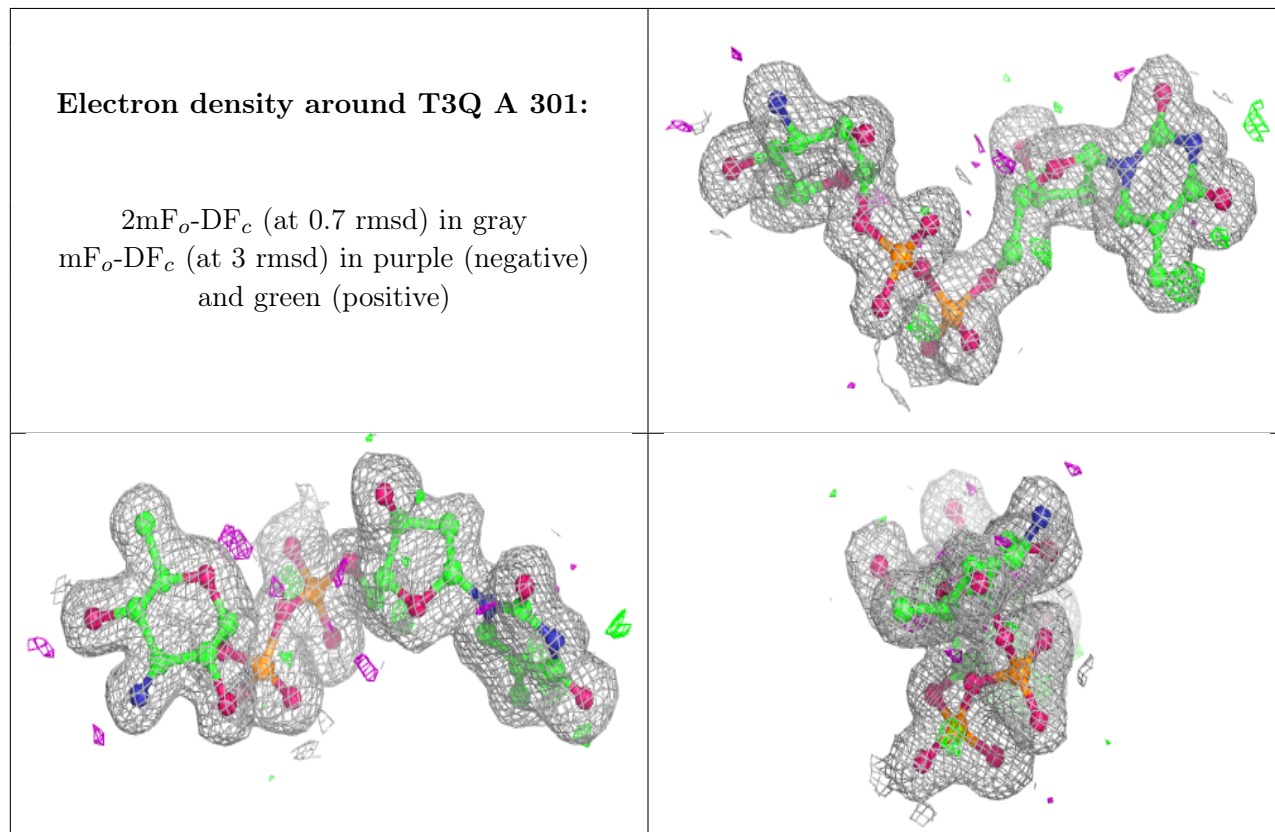 Electron density around T3Q A 301:
2mFo-DFc (at 0.7 rmsd) in gray
mFo-DFc (at 3 rmsd) in purple (negative)
and green (positive)